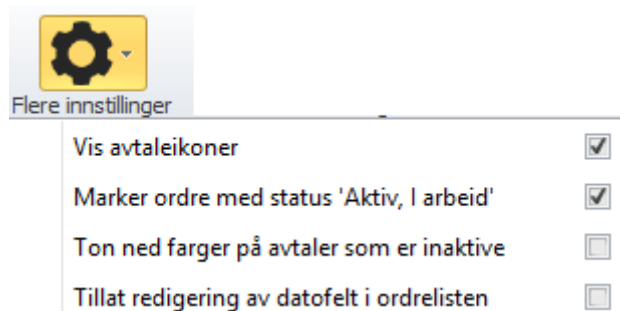 Flere innstillinger
Vis avtaleikoner
Marker ordre med status 'Aktiv, I arbeid'
Ton ned farger på avtaler som er inaktive
Tillat redigering av datofelt i ordrelisten